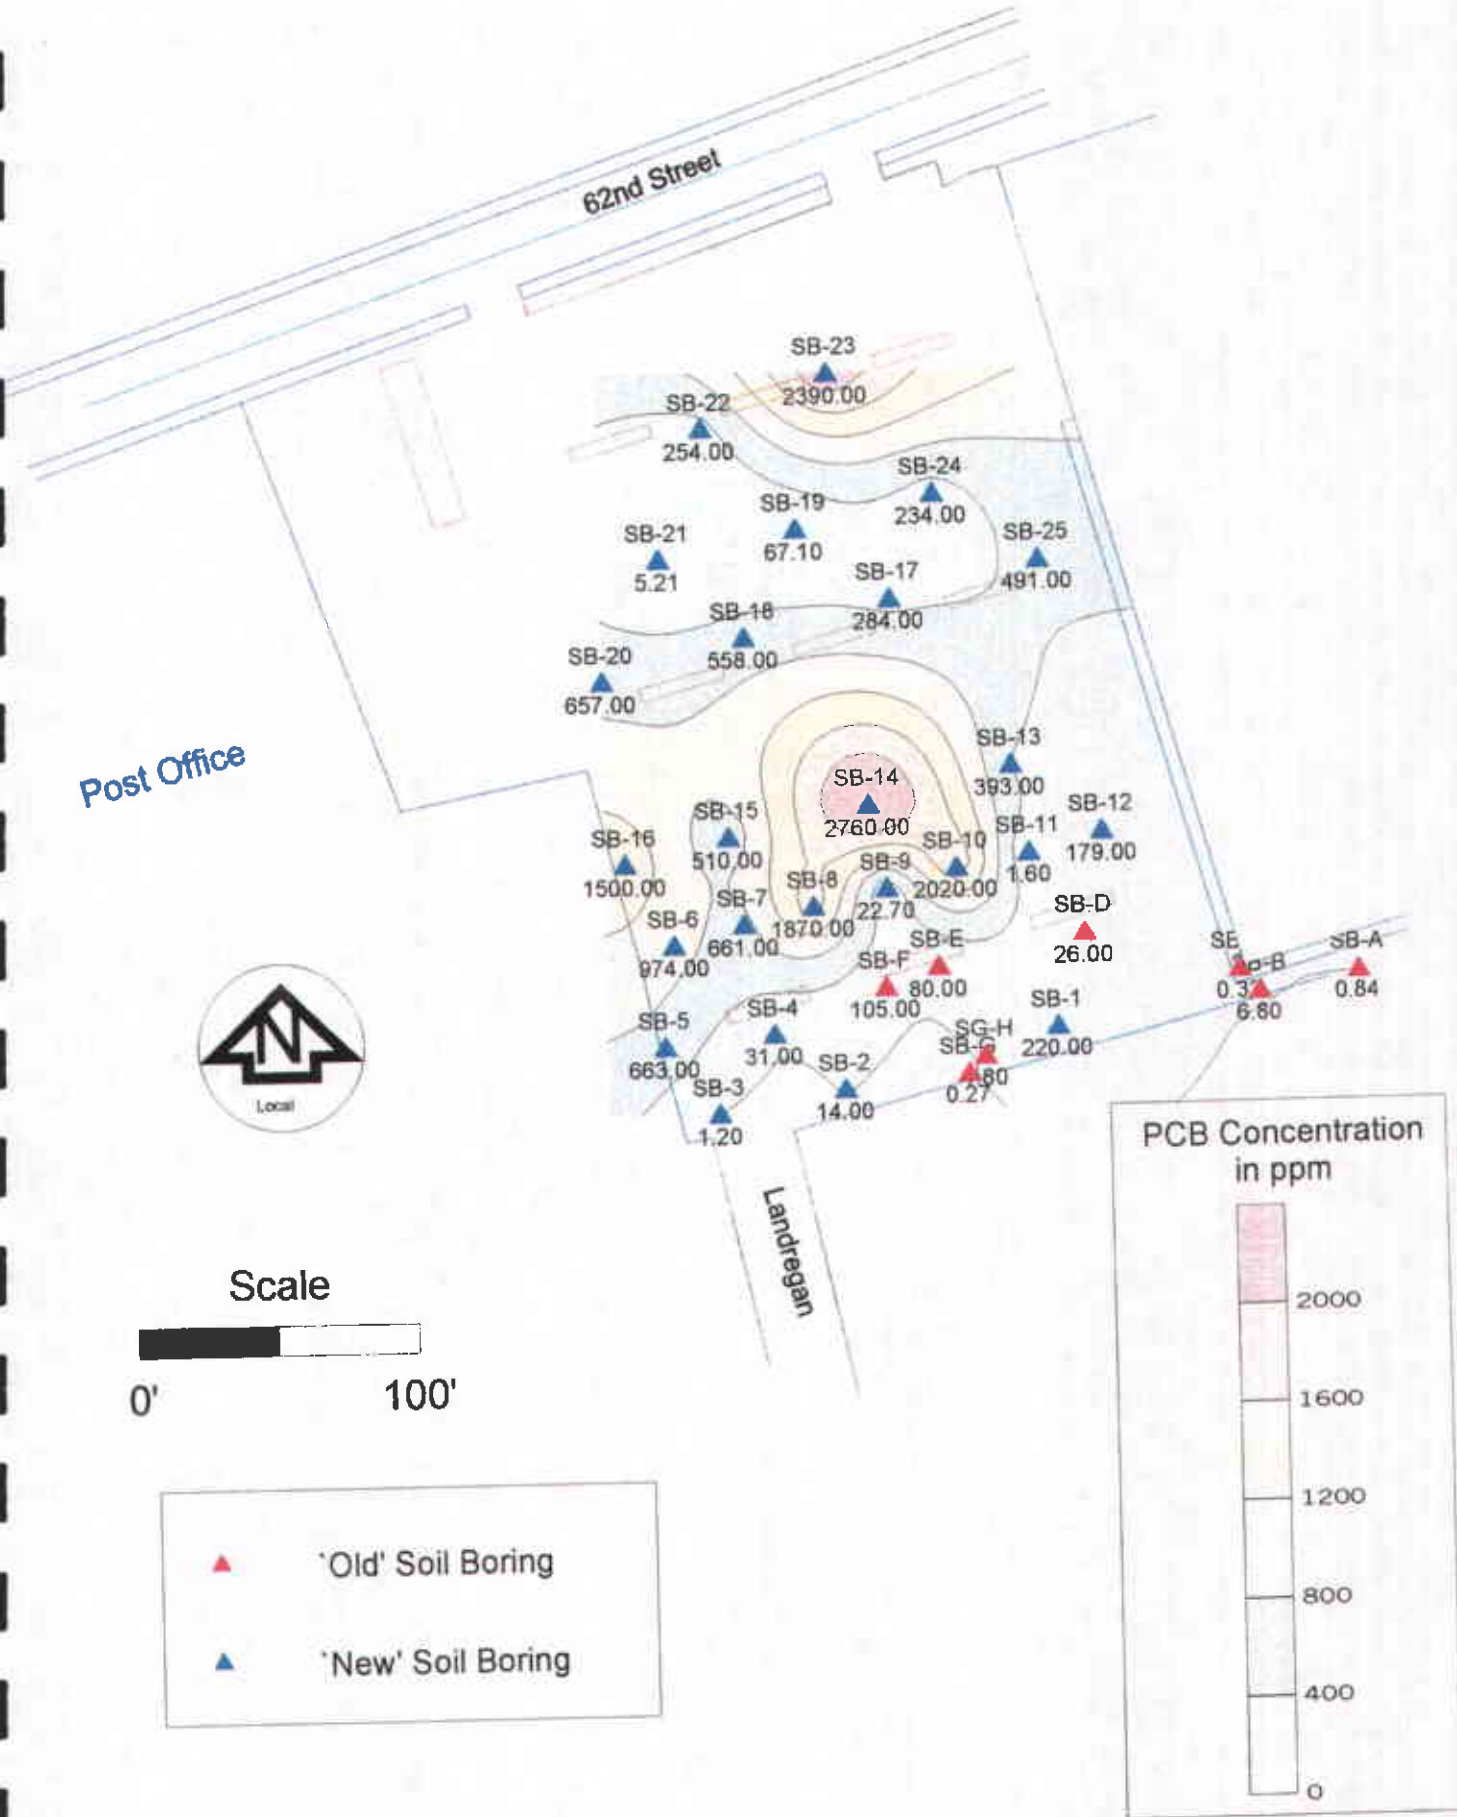 62nd Street
SB-23
2390.00
SB-22
254.00
SB-24
234.00
SB-19
67.10
SB-21
5.21
SB-25
491.00
SB-17
284.00
SB-18
558.00
SB-20
657.00
Post Office
SB-13
393.00
SB-14
2760.00
SB-12
179.00
SB-15
510.00
SB-11
1.60
SB-16
1500.00
SB-10
2020.00
SB-9
22.70
SB-8
1870.00
SB-7
661.00
SB-6
974.00
SB-D
26.00
SB-E
80.00
SB-F
105.00
SB-A
0.84
6.80
SB-1
220.00
SB-4
31.00
SB-5
663.00
SG-H
SB-G
0.27
SB-2
14.00
SB-3
1.20
N
Local
Landregan
Scale
0' 100'
`Old' Soil Boring
`New' Soil Boring
PCB Concentration
in ppm
2000
1600
1200
800
400
0